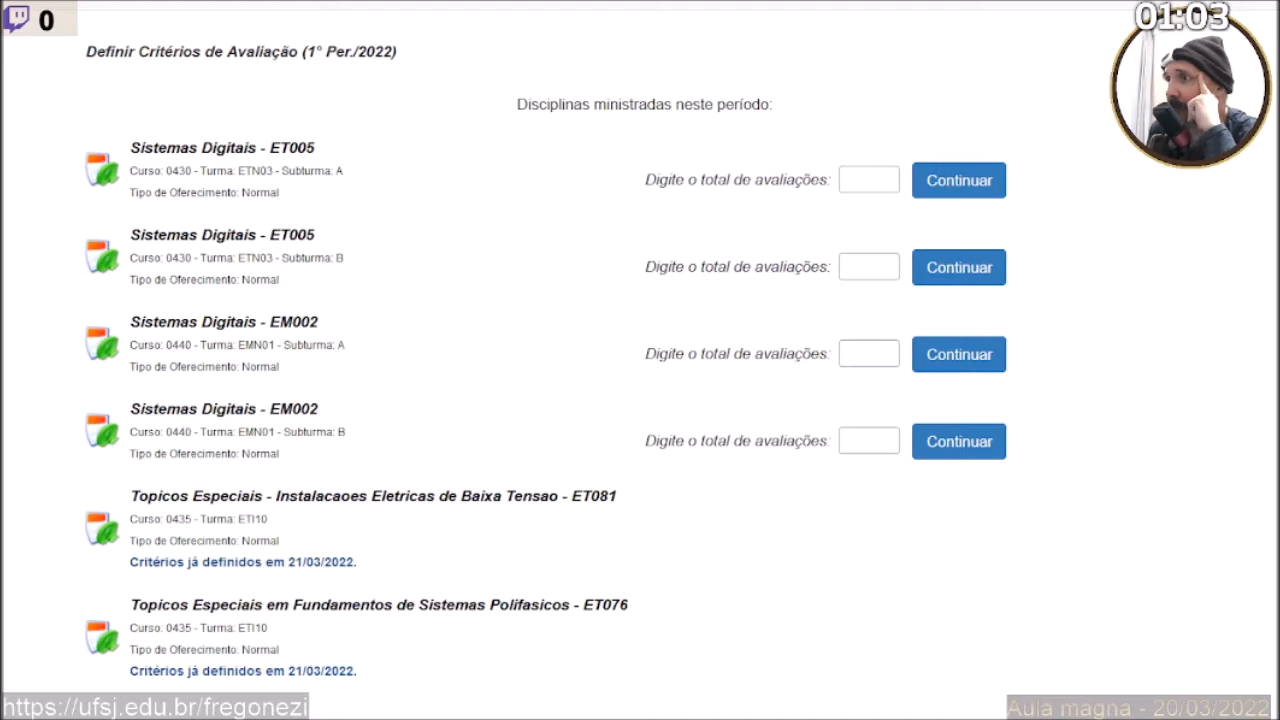 0
01:03
Definir Critérios de Avaliação (1° Per./2022)
Disciplinas ministradas neste período:
Sistemas Digitais - ET005
Curso: 0430 - Turma: ETN03 - Subturma: A
Tipo de Oferecimento: Normal
Digite o total de avaliações:
Continuar
Sistemas Digitais - ET005
Curso: 0430 - Turma: ETN03 - Subturma: B
Tipo de Oferecimento: Normal
Digite o total de avaliações:
Continuar
Sistemas Digitais - EM002
Curso: 0440 - Turma: EMN01 - Subturma: A
Tipo de Oferecimento: Normal
Digite o total de avaliações:
Continuar
Sistemas Digitais - EM002
Curso: 0440 - Turma: EMN01 - Subturma: B
Tipo de Oferecimento: Normal
Digite o total de avaliações:
Continuar
Topicos Especiais - Instalacaoes Eletricas de Baixa Tensao - ET081
Curso: 0435 - Turma: ETI10
Tipo de Oferecimento: Normal
Critérios já definidos em 21/03/2022.
Topicos Especiais em Fundamentos de Sistemas Polifasicos - ET076
Curso: 0435 - Turma: ETI10
Tipo de Oferecimento: Normal
Critérios já definidos em 21/03/2022.
https://ufsj.edu.br/fregonezi
Aula magna - 20/03/2022